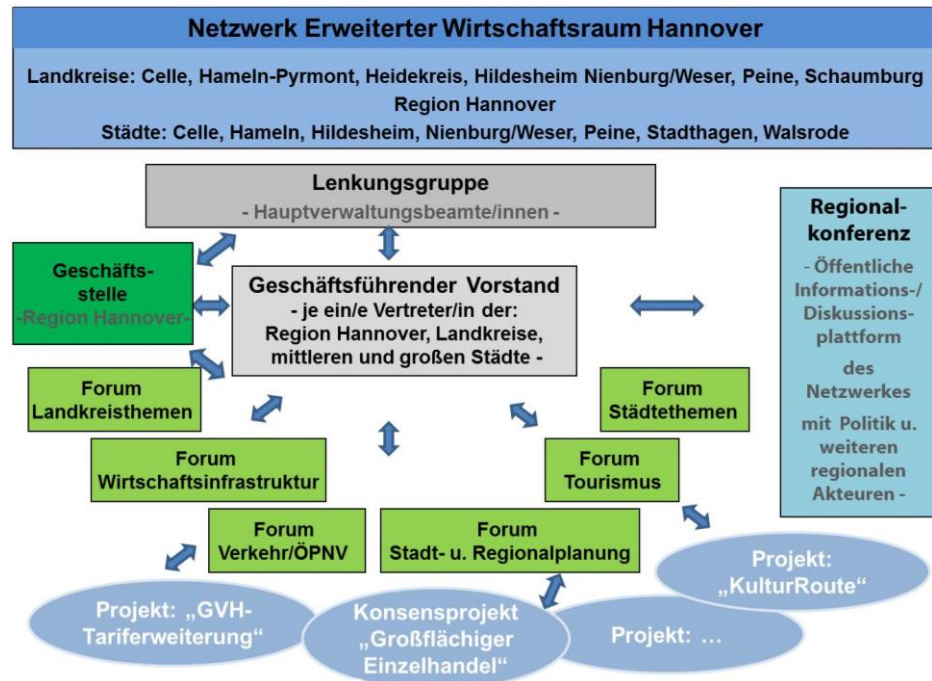 Netzwerk Erweiterter Wirtschaftsraum Hannover
Landkreise: Celle, Hameln-Pyrmont, Heidekreis, Hildesheim Nienburg/Weser, Peine, Schaumburg
Region Hannover
Städte: Celle, Hameln, Hildesheim, Nienburg/Weser, Peine, Stadthagen, Walsrode
Lenkungsgruppe
- Hauptverwaltungsbeamte/innen -
Geschäfts-
stelle
-Region Hannover-
Geschäftsführender Vorstand
- je ein/e Vertreter/in der:
Region Hannover, Landkreise,
mittleren und großen Städte -
Regional-
konferenz
- Öffentliche
Informations-/
Diskussions-
plattform
des
Netzwerkes
mit Politik u.
weiteren
regionalen
Akteuren -
Forum
Landkreisthemen
Forum
Städtethemen
Forum
Wirtschaftsinfrastruktur
Forum
Tourismus
Forum
Verkehr/ÖPNV
Forum
Stadt- u. Regionalplanung
Projekt: „GVH-
Tariferweiterung“
Konsensprojekt
„Großflächiger
Einzelhandel“
Projekt: ...
Projekt:
„KulturRoute“